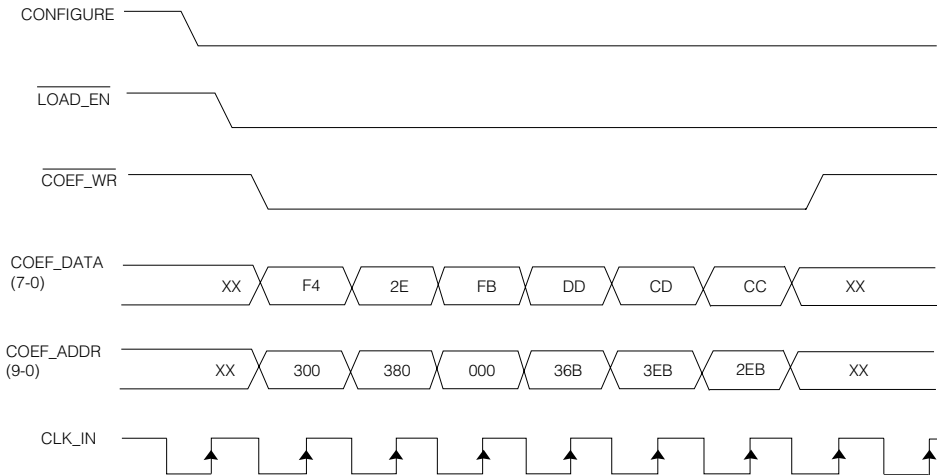 CONFIGURE
LOAD_EN
COEF_WR
COEF_DATA
(7-0)
XX F4 2E FB DD CD CC XX
COEF_ADDR
(9-0)
XX 300 380 000 36B 3EB 2EB XX
CLK_IN